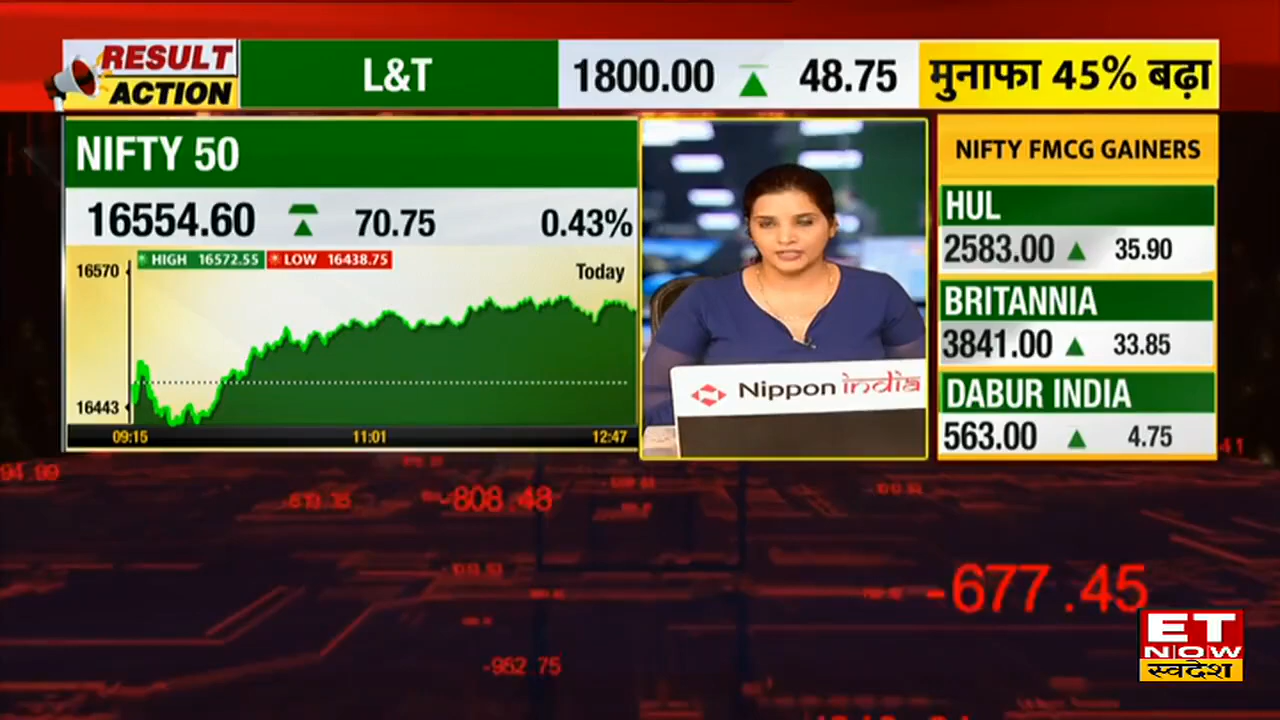 RESULT
ACTION
L&T
1800.00
48.75
मुनाफा 45% बढ़ा
NIFTY 50
16554.60
70.75
0.43%
HIGH 16572.55
LOW 16438.75
Today
16570
16443
09:15
11:01
12:47
Nippon india
NIFTY FMCG GAINERS
HUL
2583.00
35.90
BRITANNIA
3841.00
33.85
DABUR INDIA
563.00
4.75
-808.48
-677.45
-952.75
ET
NOW
स्वदेश